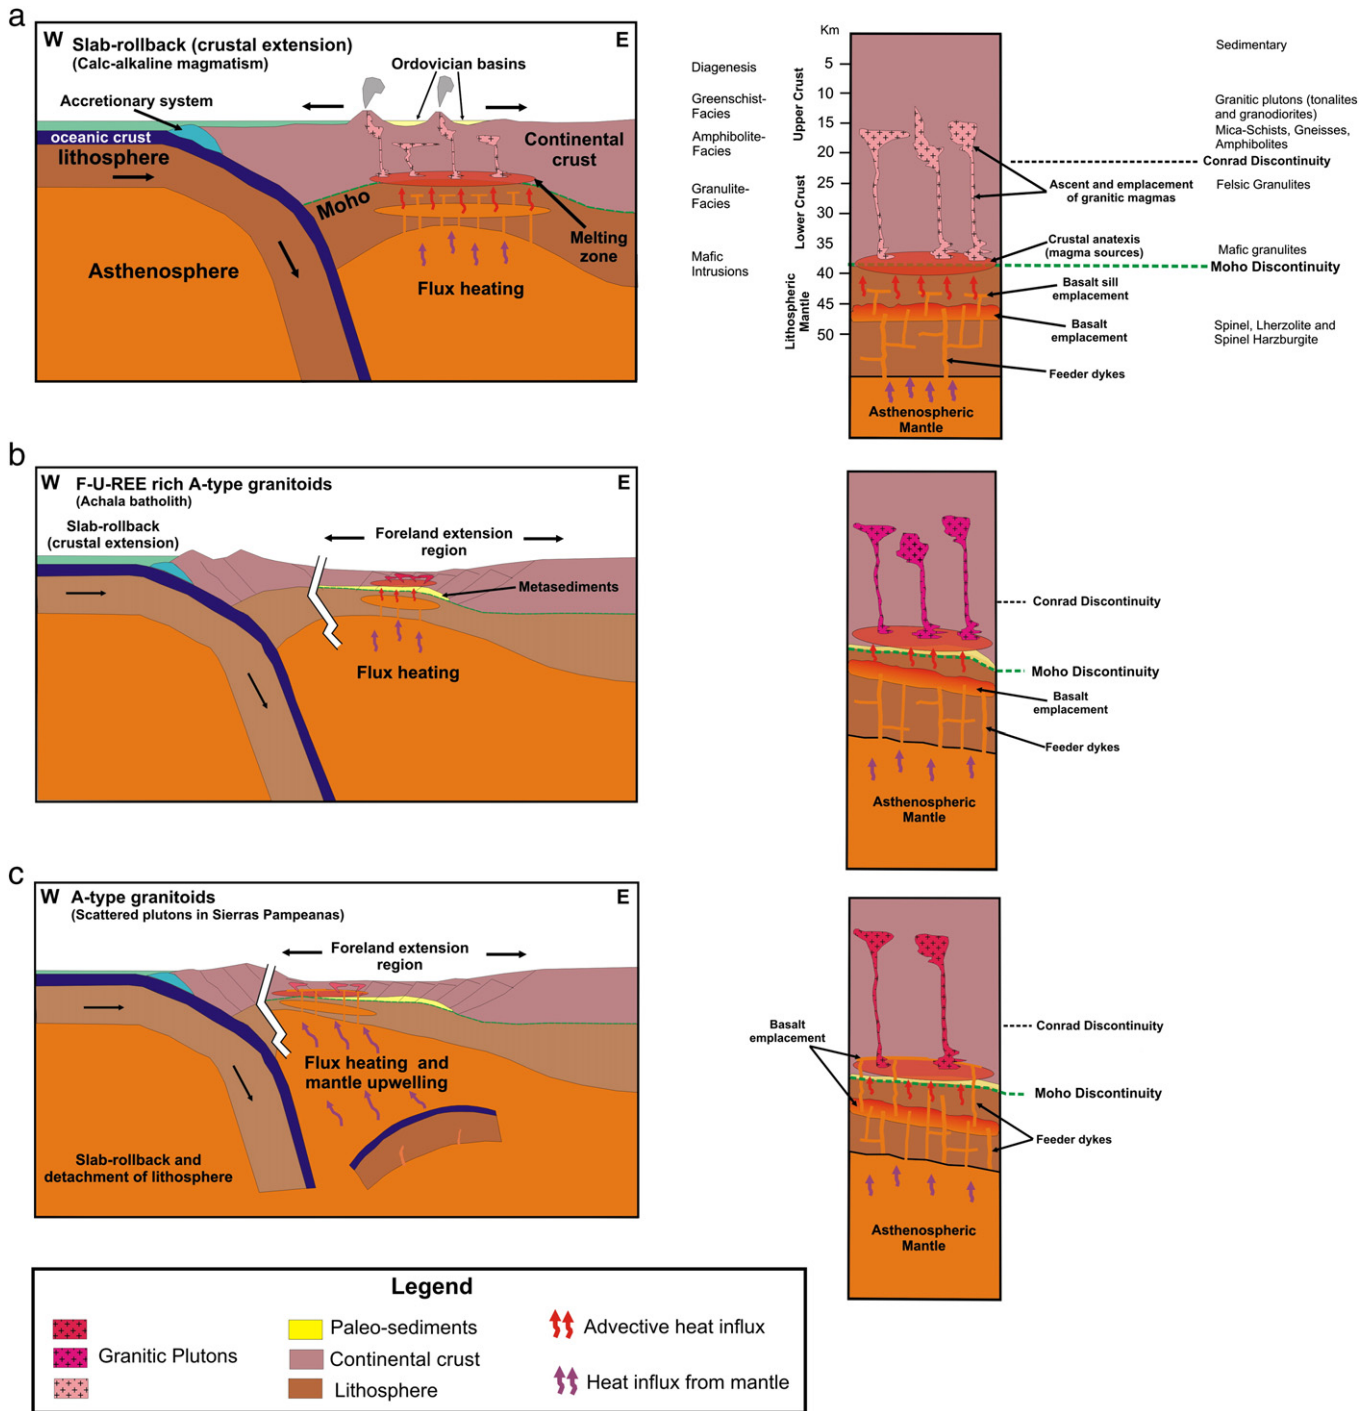 a
W
Slab-rollback (crustal extension)
(Calc-alkaline magmatism)
E
Ordovician basins
Accretionary system
oceanic crust
lithosphere
Continental
crust
Moho
Melting
zone
Asthenosphere
Flux heating
Km
5
10
15
20
25
30
35
40
45
50
Upper Crust
Lower Crust
Lithospheric
Mantle
Diagenesis
Greenschist-
Facies
Amphibolite-
Facies
Granulite-
Facies
Mafic
Intrusions
Sedimentary
Granitic plutons (tonalites
and granodiorites)
Mica-Schists, Gneisses,
Amphibolites
Conrad Discontinuity
Felsic Granulites
Ascent and emplacement
of granitic magmas
Crustal anatexis
(magma sources)
Mafic granulites
Moho Discontinuity
Basalt sill
emplacement
Basalt
emplacement
Spinel, Lherzolite and
Spinel Harzburgite
Feeder dykes
Asthenospheric
Mantle
b
W
F-U-REE rich A-type granitoids
(Achala batholith)
E
Slab-rollback
(crustal extension)
Foreland extension
region
Metasediments
Flux heating
Conrad Discontinuity
Moho Discontinuity
Basalt
emplacement
Feeder dykes
Asthenospheric
Mantle
c
W
A-type granitoids
(Scattered plutons in Sierras Pampeanas)
E
Foreland extension
region
Flux heating and
mantle upwelling
Slab-rollback and
detachment of lithosphere
Basalt
emplacement
Conrad Discontinuity
Moho Discontinuity
Feeder dykes
Asthenospheric
Mantle
Legend
Granitic Plutons
Paleo-sediments
Continental crust
Lithosphere
Advective heat influx
Heat influx from mantle